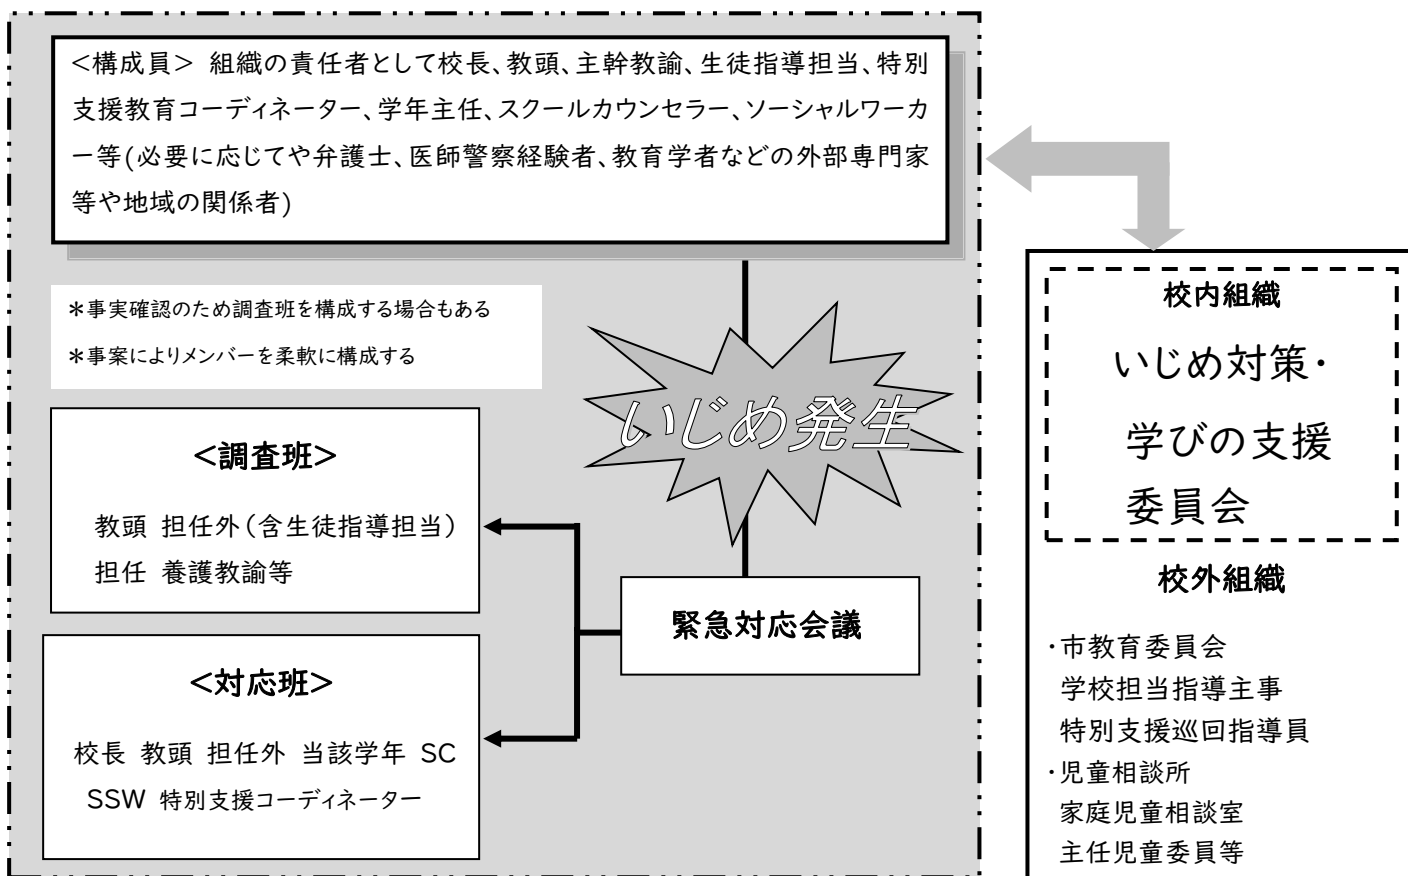 <構成員> 組織の責任者として校長、教頭、主幹教諭、生徒指導担当、特別
支援教育コーディネーター、学年主任、スクールカウンセラー、ソーシャルワーカ
ー等(必要に応じてや弁護士、医師警察経験者、教育学者などの外部専門家
等や地域の関係者)
*事実確認のため調査班を構成する場合もある
*事案によりメンバーを柔軟に構成する
いじめ発生
<調査班>
教頭 担任外(含生徒指導担当)
担任 養護教諭等
緊急対応会議
<対応班>
校長 教頭 担任外 当該学年 SC
SSW 特別支援コーディネーター
校内組織
いじめ対策・
学びの支援
委員会
校外組織
・市教育委員会
学校担当指導主事
特別支援巡回指導員
・児童相談所
家庭児童相談室
主任児童委員等